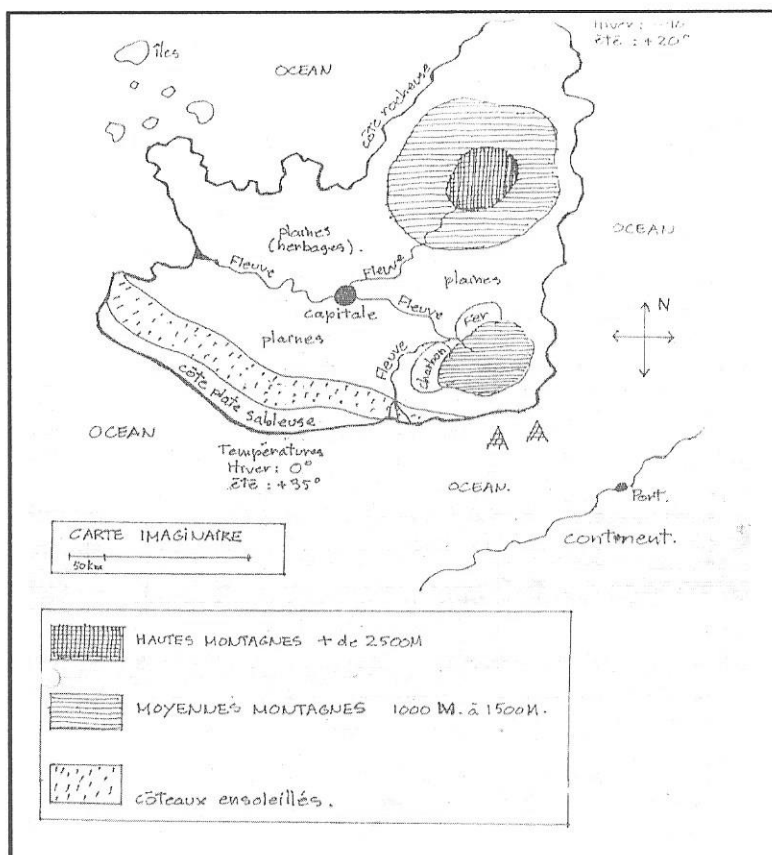 Hiver:
été : +20°
îles
OCEAN
côte rocheuse
plaines
(herbages).
OCEAN
Fleuve
Fleuve
plaines
N
capitale
Fleuve
Fer
plaines
Fleuve
charbon
côte plate sableuse
OCEAN
Températures
Hiver: 0°
été : +35°
OCEAN.
Port.
continent.
CARTE IMAGINAIRE
50km
HAUTES MONTAGNES + de 2500M
MOYENNES MONTAGNES 1000 M. à 1500M.
côteaux ensoleillés.